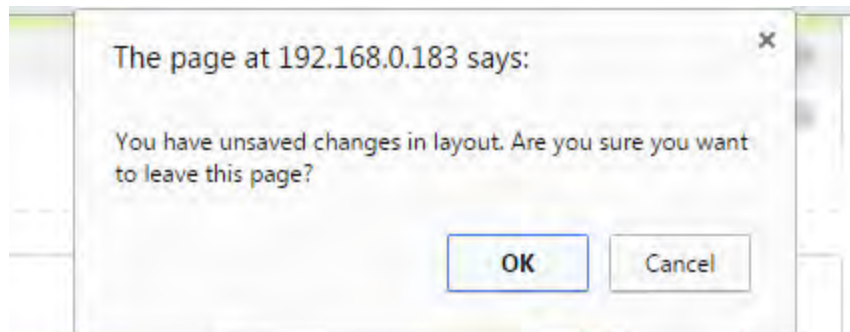 The page at 192.168.0.183 says:
You have unsaved changes in layout. Are you sure you want
to leave this page?
OK
Cancel